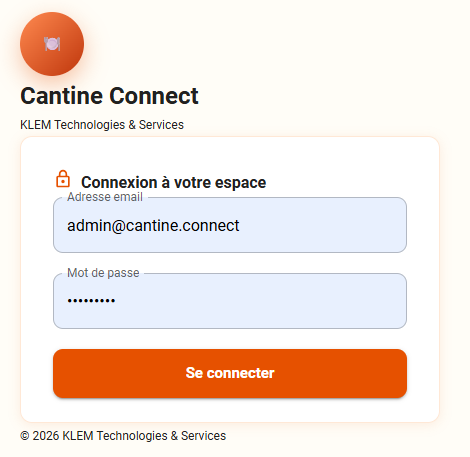 Cantine Connect
KLEM Technologies & Services
Connexion à votre espace
Adresse email
admin@cantine.connect
Mot de passe
•••••••••
Se connecter
© 2026 KLEM Technologies & Services